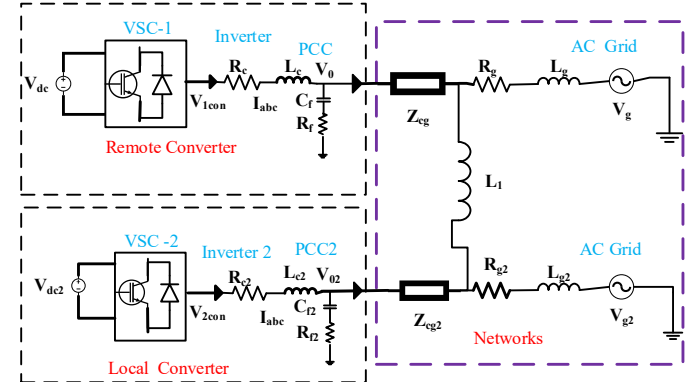 VSC-1
Inverter
PCC
AC Grid
Vdc
V1con
Rc
Lc
V0
Iabc
Cf
Rf
Remote Converter
Zcg
Rg
Lg
Vg
L1
VSC -2
Inverter 2
PCC2
AC Grid
Vdc2
V2con
Rc2
Lc2
V02
Iabc
Cf2
Rf2
Zcg2
Rg2
Lg2
Vg2
Networks
Local Converter